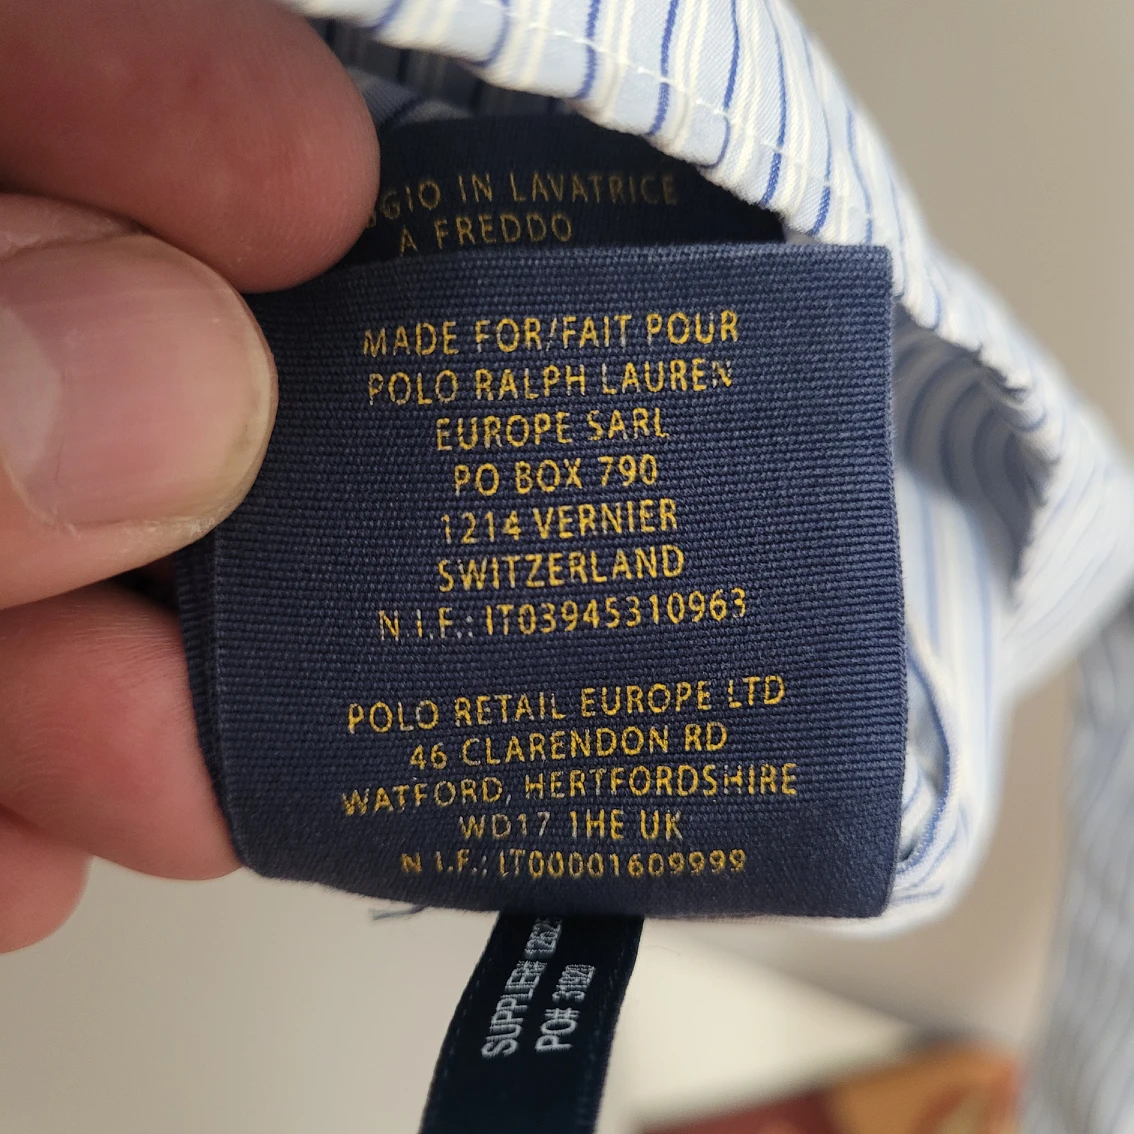 IN LAVATRICE
A FREDDO
MADE FOR/FAIT POUR
POLO RALPH LAUREN
EUROPE SARL
PO BOX 790
1214 VERNIER
SWITZERLAND
N.I.F.: IT03945310963
POLO RETAIL EUROPE LTD
46 CLARENDON RD
WATFORD, HERTFORDSHIRE
WD17 1HE UK
N.I.F.: IT00001609999
SUPPLIER#
PO#